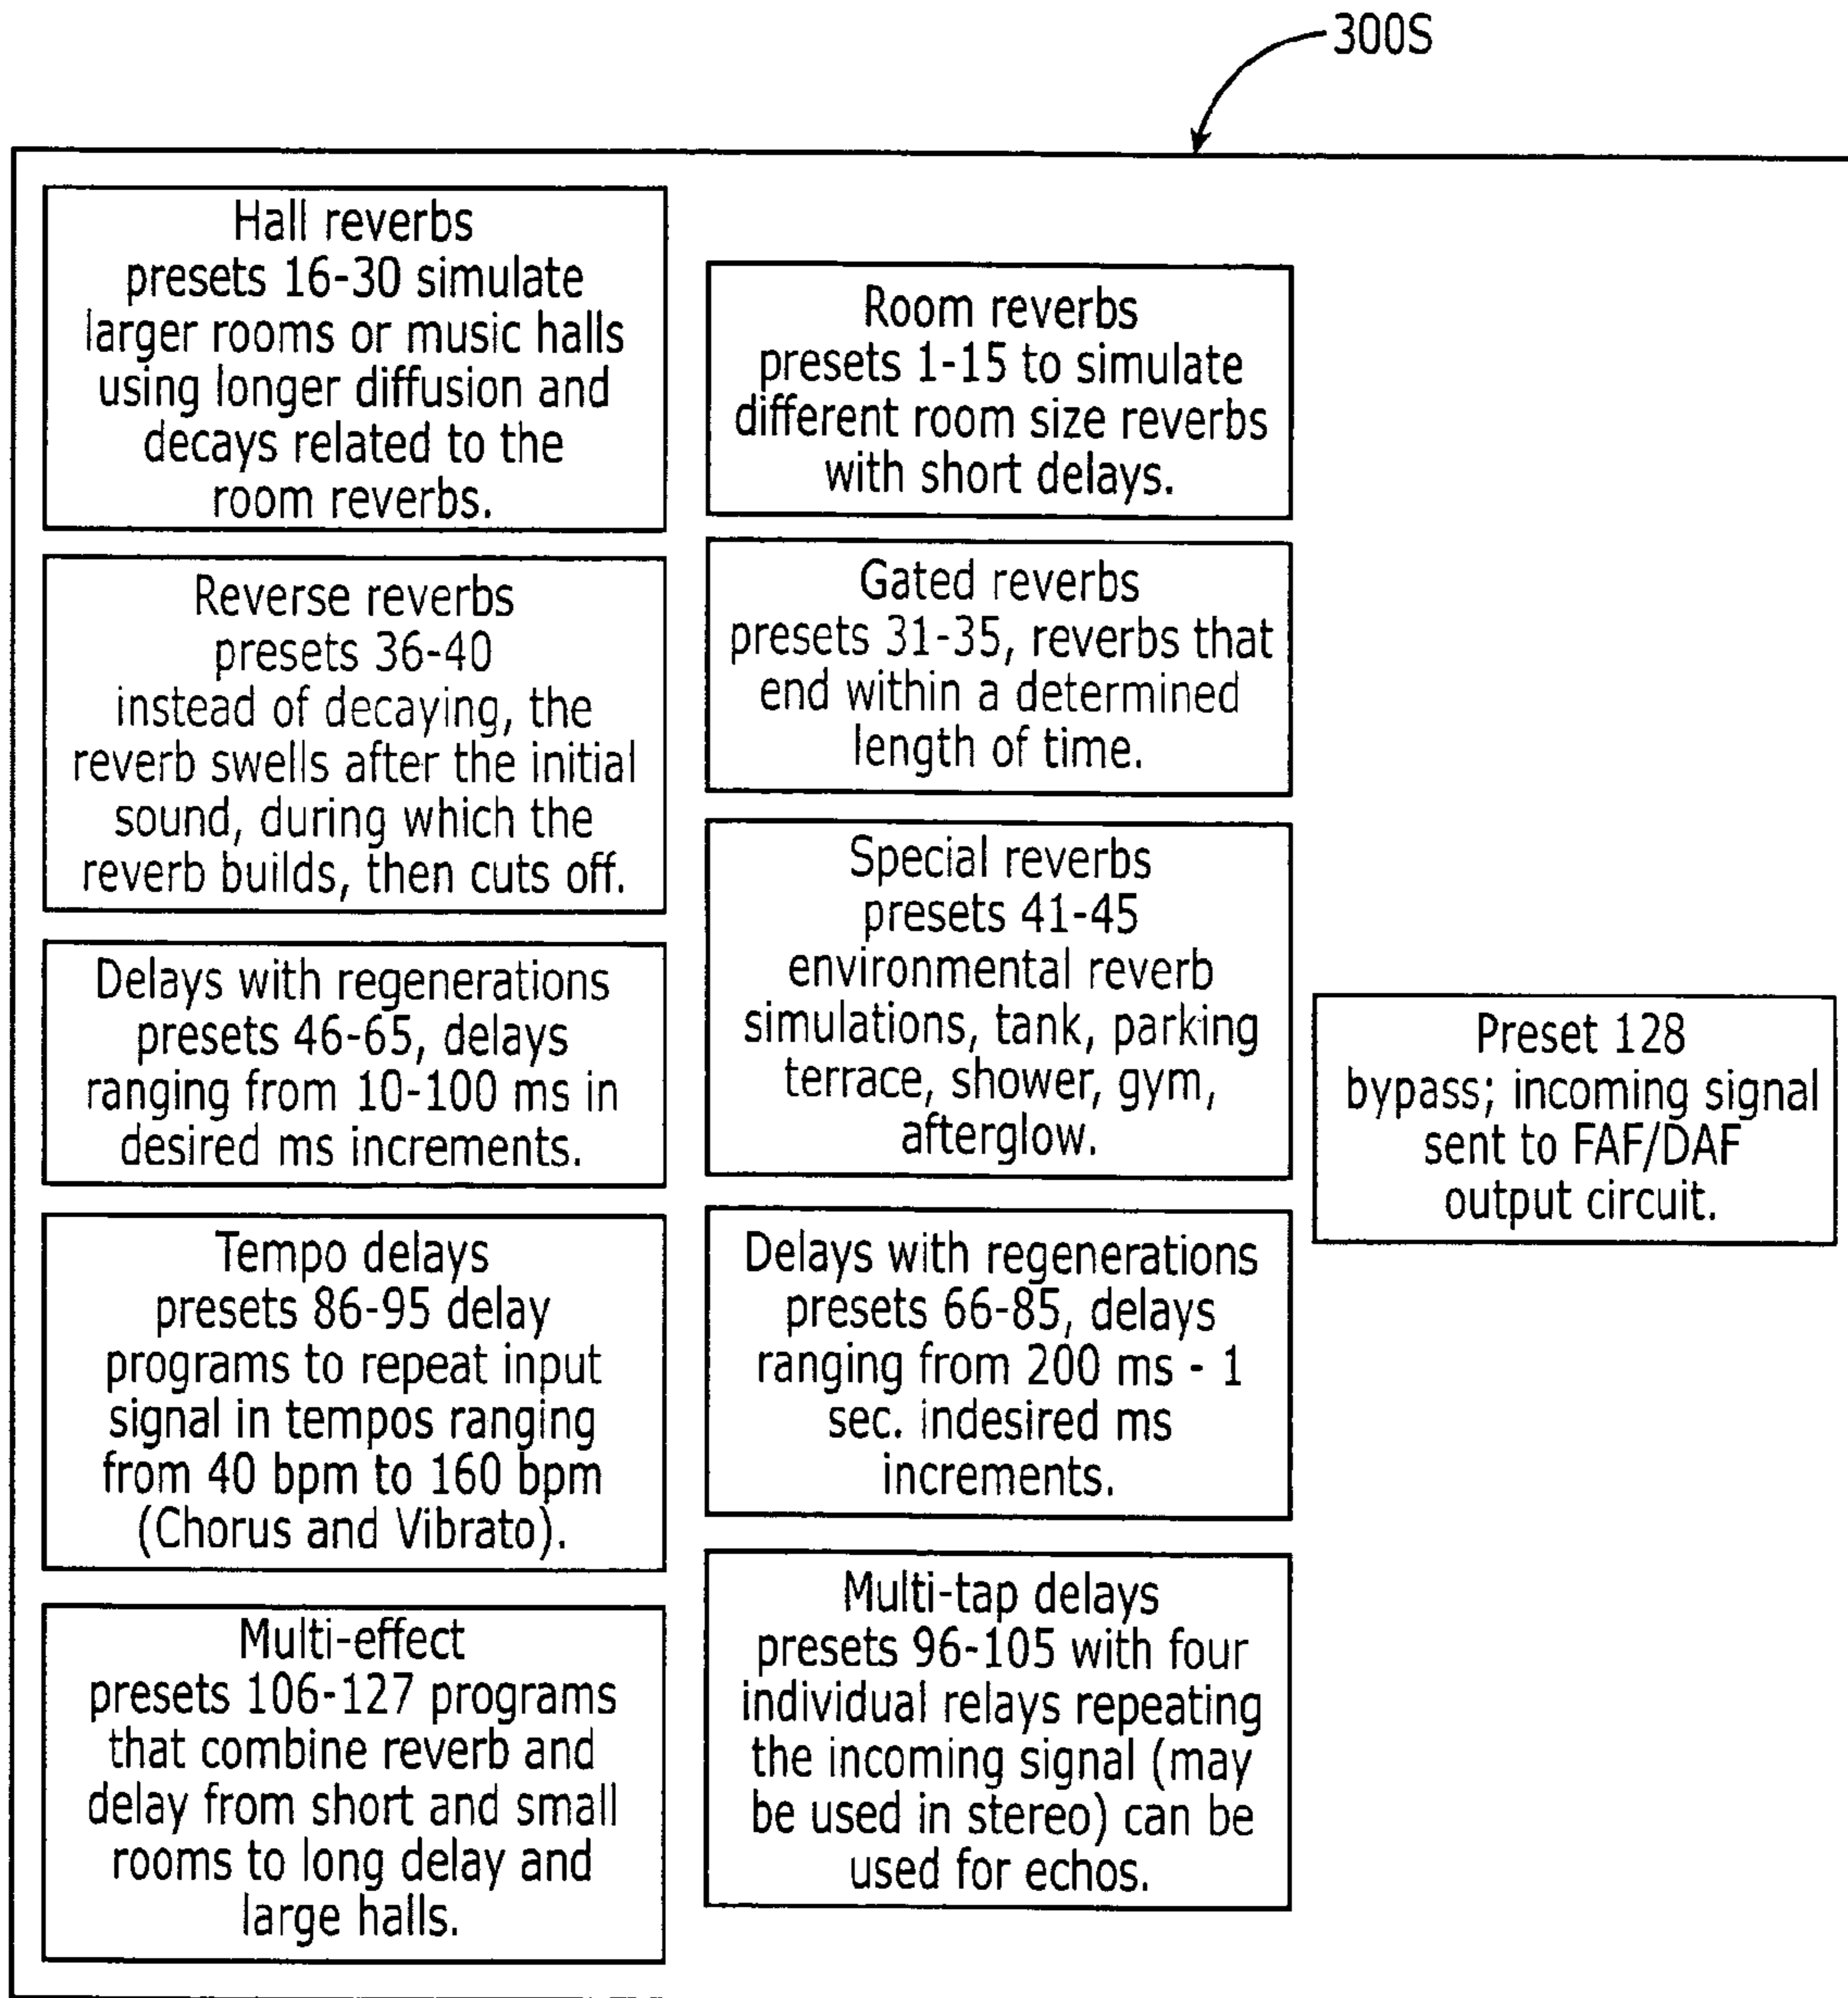 300S
Hall reverbs
presets 16-30 simulate
larger rooms or music halls
using longer diffusion and
decays related to the
room reverbs.
Reverse reverbs
presets 36-40
instead of decaying, the
reverb swells after the initial
sound, during which the
reverb builds, then cuts off.
Delays with regenerations
presets 46-65, delays
ranging from 10-100 ms in
desired ms increments.
Tempo delays
presets 86-95 delay
programs to repeat input
signal in tempos ranging
from 40 bpm to 160 bpm
(Chorus and Vibrato).
Multi-effect
presets 106-127 programs
that combine reverb and
delay from short and small
rooms to long delay and
large halls.
Room reverbs
presets 1-15 to simulate
different room size reverbs
with short delays.
Gated reverbs
presets 31-35, reverbs that
end within a determined
length of time.
Special reverbs
presets 41-45
environmental reverb
simulations, tank, parking
terrace, shower, gym,
afterglow.
Delays with regenerations
presets 66-85, delays
ranging from 200 ms - 1
sec. indesired ms
increments.
Multi-tap delays
presets 96-105 with four
individual relays repeating
the incoming signal (may
be used in stereo) can be
used for echos.
Preset 128
bypass; incoming signal
sent to FAF/DAF
output circuit.